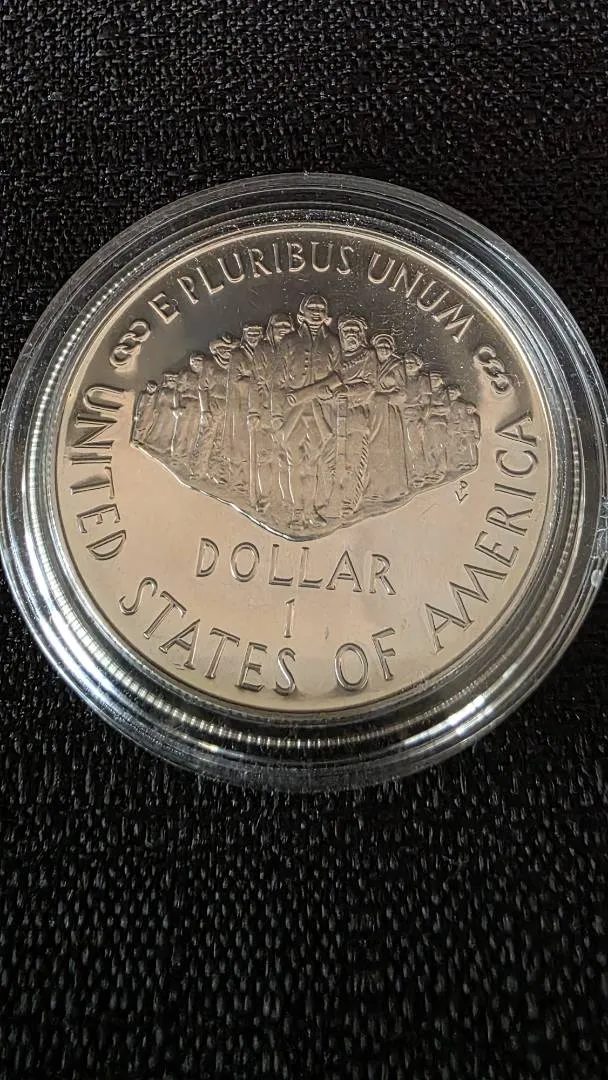 E PLURIBUS UNUM
DOLLAR
1
UNITED STATES OF AMERICA